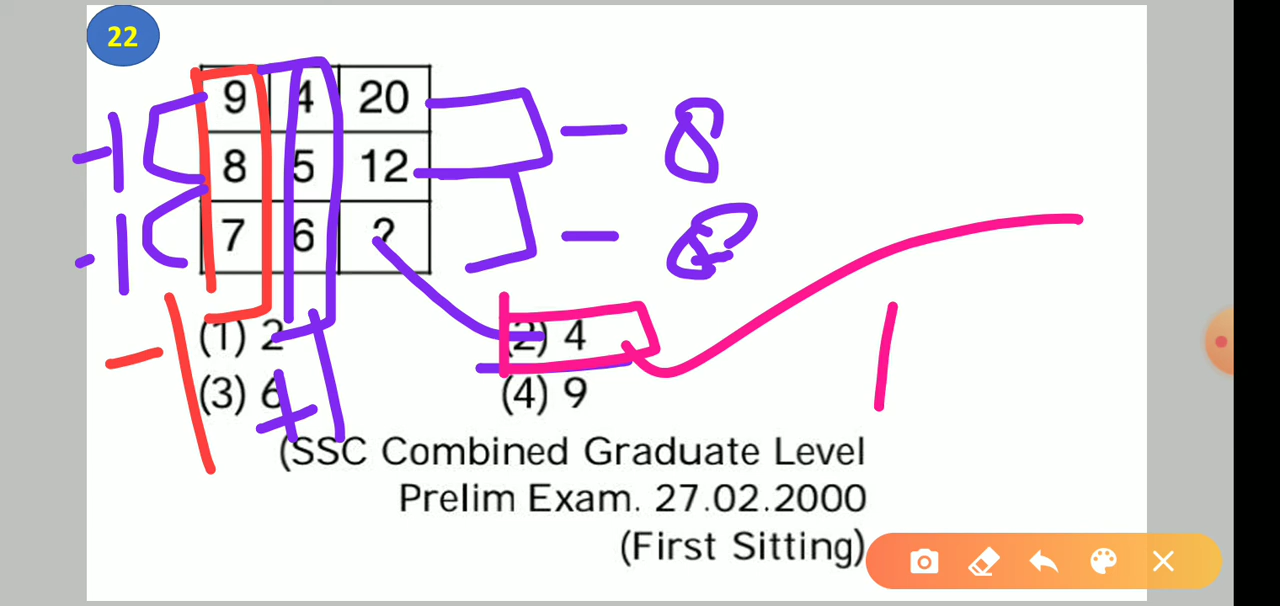 22
9 4 20
8 5 12
7 6 ?
-1
-1
- 8
- 8
(1) 2 (2) 4
(3) 6 (4) 9
-1
+1
(SSC Combined Graduate Level
Prelim Exam. 27.02.2000
(First Sitting)